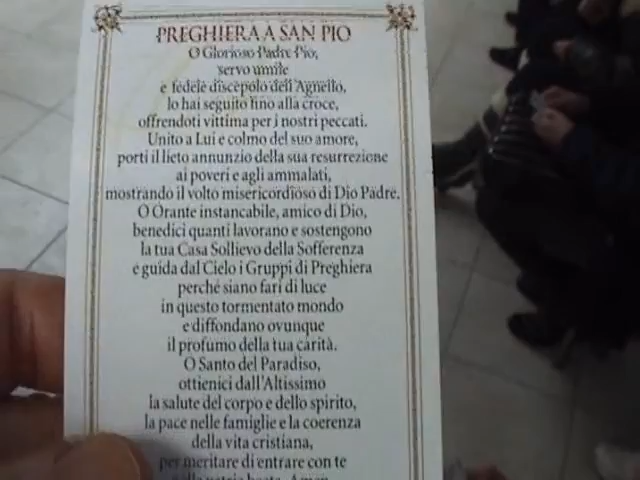 PREGHIERA A SAN PIO
O Glorioso Padre Pio,
servo umile
e fedele discepolo dell'Agnello,
lo hai seguito fino alla croce,
offrendoti vittima per i nostri peccati.
Unito a Lui e colmo del suo amore,
porti il lieto annunzio della sua resurrezione
ai poveri e agli ammalati,
mostrando il volto misericordioso di Dio Padre.
O Orante instancabile, amico di Dio,
benedici quanti lavorano e sostengono
la tua Casa Sollievo della Sofferenza
e guida dal Cielo i Gruppi di Preghiera
perché siano fari di luce
in questo tormentato mondo
e diffondano ovunque
il profumo della tua carità.
O Santo del Paradiso,
ottienici dall'Altissimo
la salute del corpo e dello spirito,
la pace nelle famiglie e la coerenza
della vita cristiana,
per meritare di entrare con te
nella patria beata. Amen